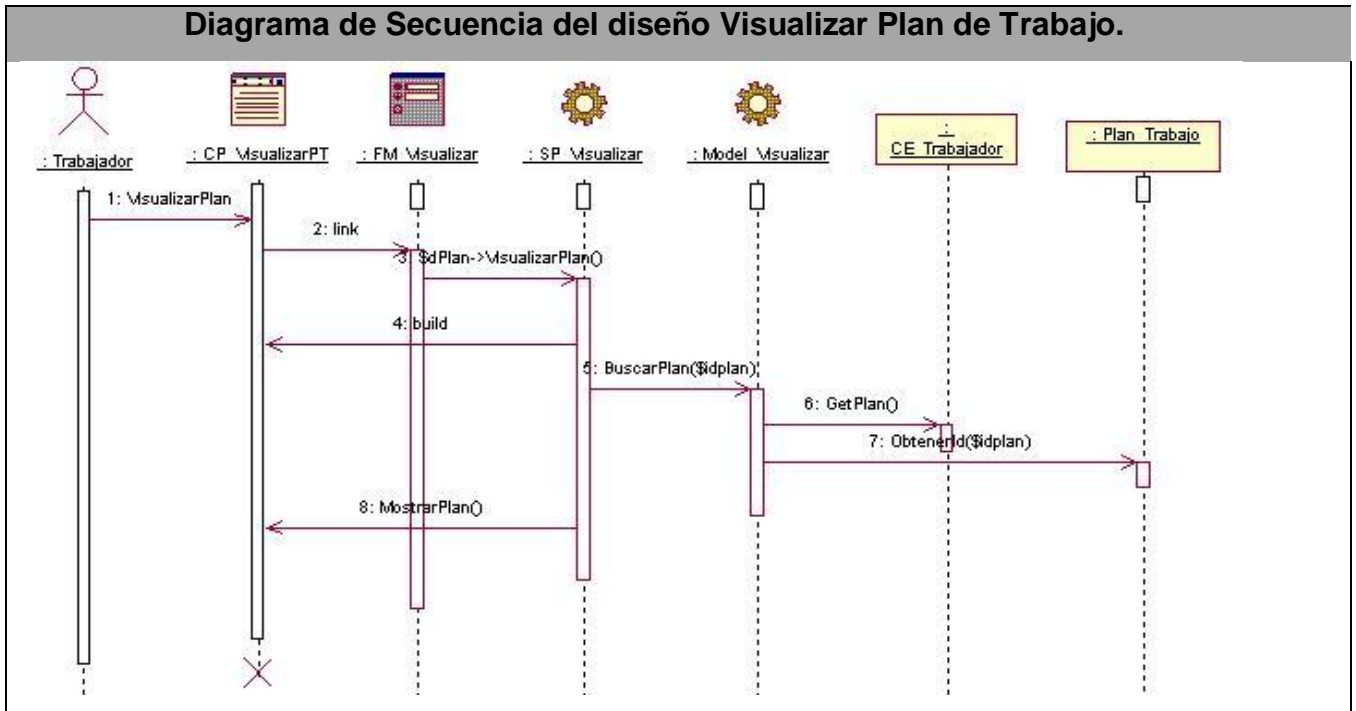 Diagrama de Secuencia del diseño Visualizar Plan de Trabajo.
: Trabajador
: CP_VisualizarPT
: FM_Visualizar
: SP_Visualizar
: Model_Visualizar
:
CE_Trabajador
: Plan_Trabajo
1: VisualizarPlan
2: link
3: $dPlan->VisualizarPlan()
4: build
5: BuscarPlan($idplan)
6: GetPlan()
7: ObtenerId($idplan)
8: MostrarPlan()